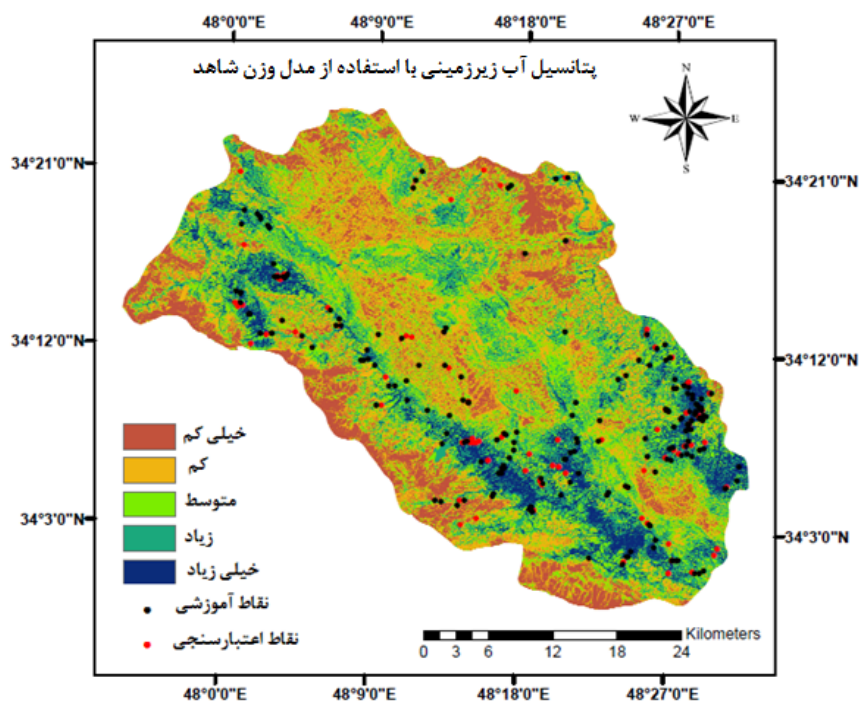 48°0'0"E 48°9'0"E 48°18'0"E 48°27'0"E
پتانسیل آب زیرزمینی با استفاده از مدل وزن شاهد
N
W E
S
34°21'0"N 34°21'0"N
34°12'0"N 34°12'0"N
خیلی کم
کم
متوسط
34°3'0"N 34°3'0"N
زیاد
خیلی زیاد
نقاط آموزشی
نقاط اعتبارسنجی
Kilometers
0 3 6 12 18 24
48°0'0"E 48°9'0"E 48°18'0"E 48°27'0"E